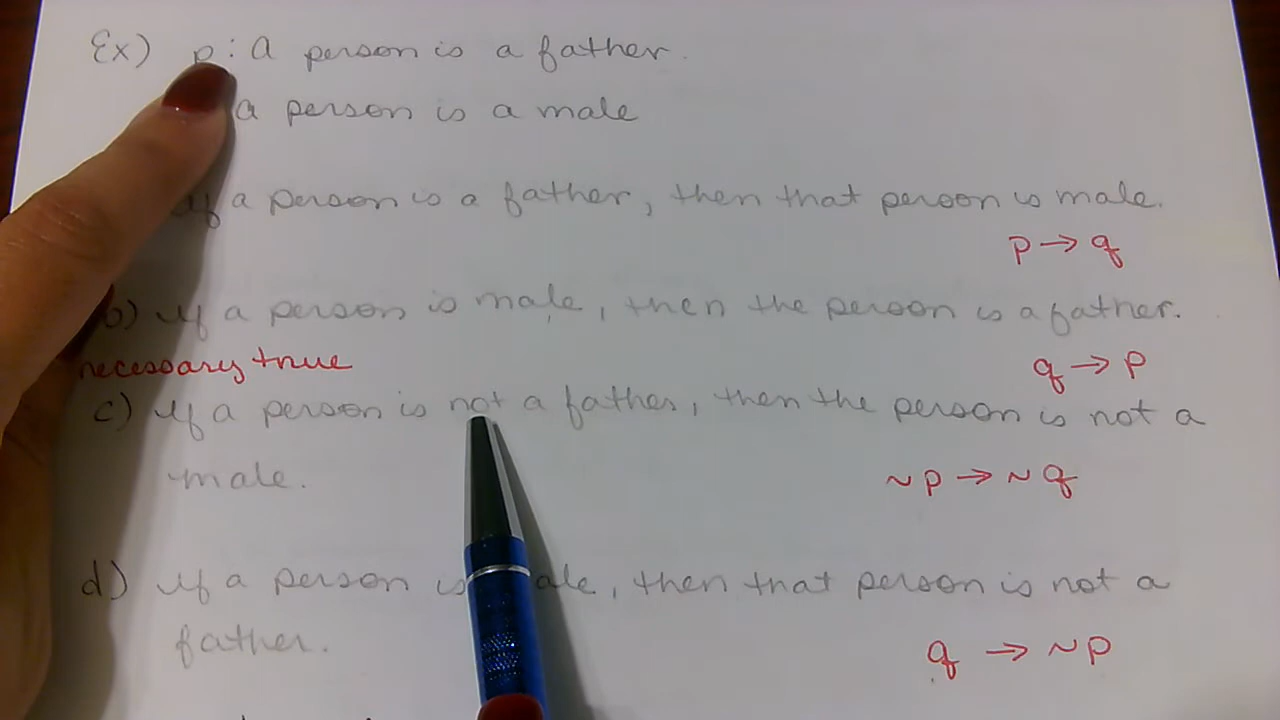 Ex) p: a person is a father.
a person is a male
If a person is a father, then that person is male.
p → q
b) If a person is male, then the person is a father.
necessary true
q → p
c) If a person is not a father, then the person is not a
male.
~p → ~q
d) If a person is male, then that person is not a
father.
q → ~p